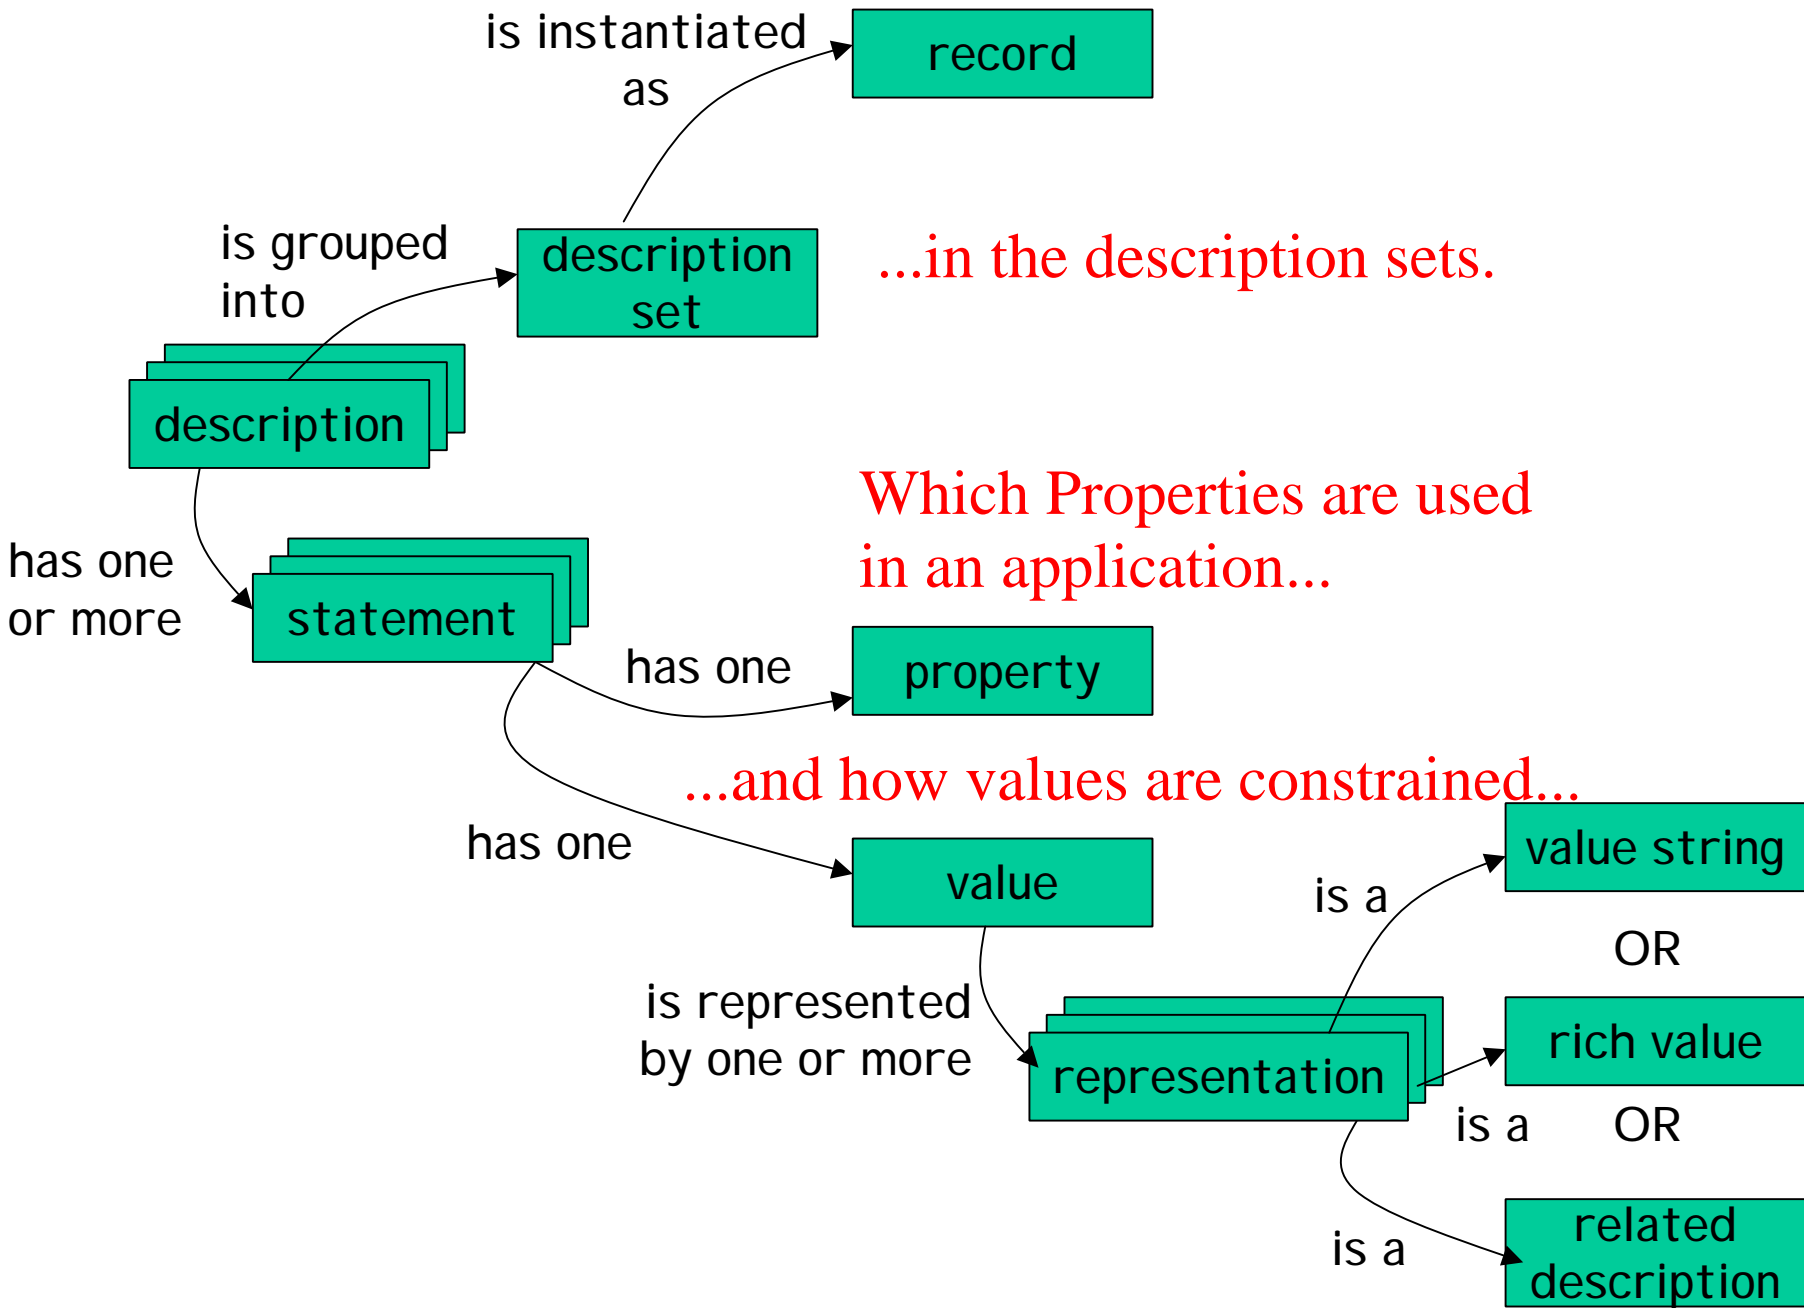 is instantiated
as
record
is grouped
into
description
set
...in the description sets.
description
Which Properties are used
in an application...
has one
or more
statement
has one
property
...and how values are constrained...
has one
value
value string
is a
OR
is represented
by one or more
representation
rich value
is a
OR
is a
related
description